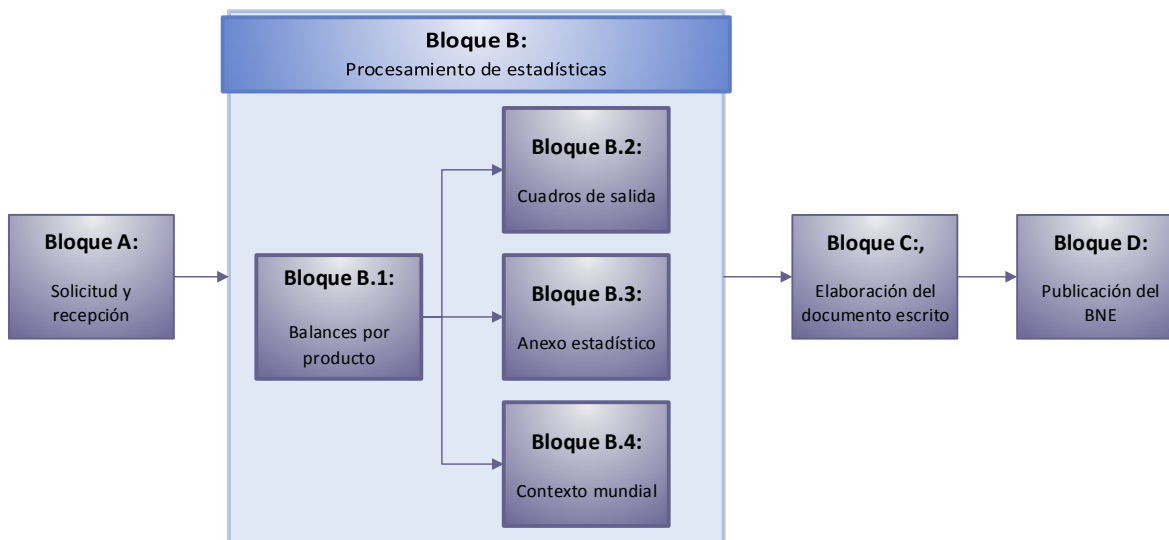 Bloque B:
Procesamiento de estadísticas
Bloque A:
Solicitud y
recepción
Bloque B.1:
Balances por
producto
Bloque B.2:
Cuadros de salida
Bloque B.3:
Anexo estadístico
Bloque B.4:
Contexto mundial
Bloque C:,
Elaboración del
documento escrito
Bloque D:
Publicación del
BNE